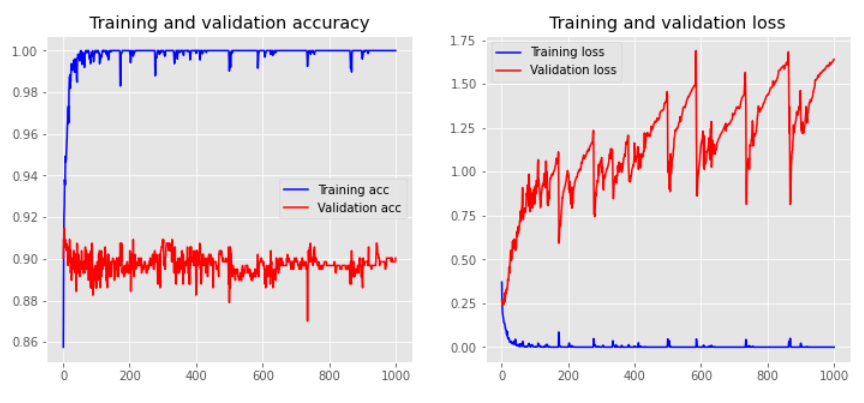 Training and validation accuracy
1.00
0.98
0.96
0.94
0.92
0.90
0.88
0.86
Training acc
Validation acc
0 200 400 600 800 1000
Training and validation loss
1.75
1.50
1.25
1.00
0.75
0.50
0.25
0.00
Training loss
Validation loss
0 200 400 600 800 1000